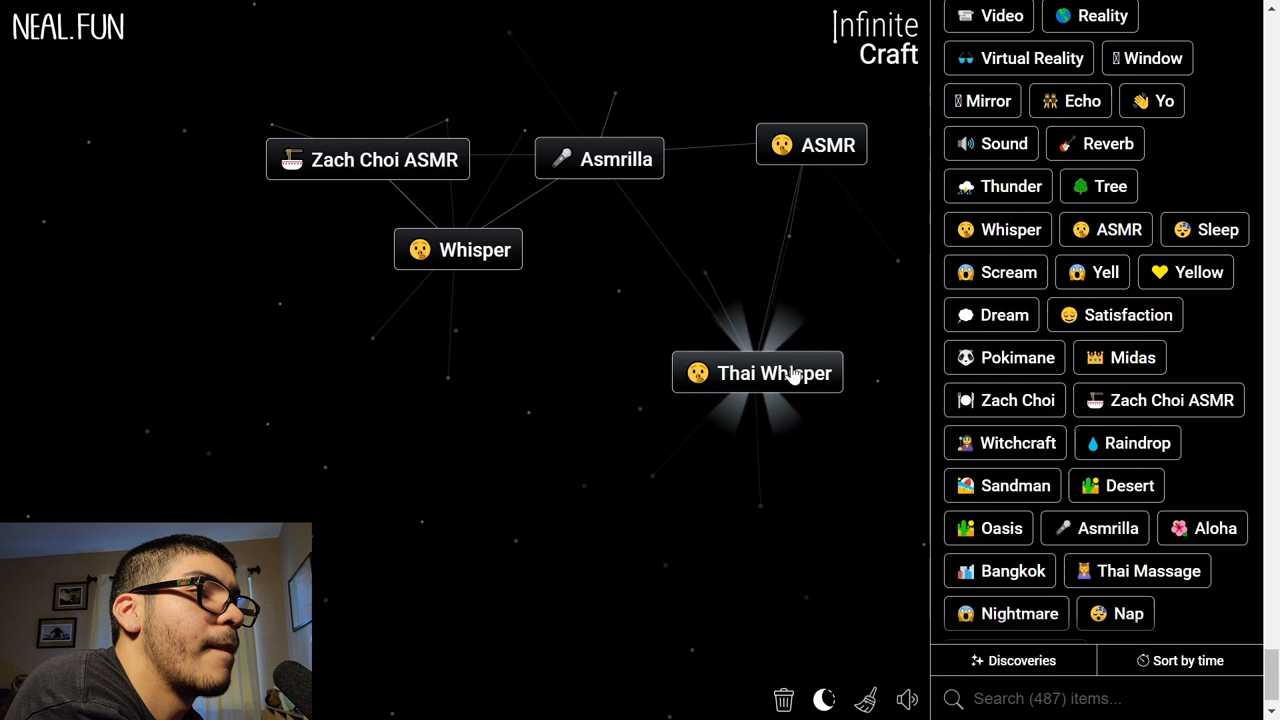 NEAL.FUN
Infinite
Craft
Zach Choi ASMR
Asmrilla
ASMR
Whisper
Thai Whisper
Video
Reality
Virtual Reality
Window
Mirror
Echo
Yo
Sound
Reverb
Thunder
Tree
Whisper
ASMR
Sleep
Scream
Yell
Yellow
Dream
Satisfaction
Pokimane
Midas
Zach Choi
Zach Choi ASMR
Witchcraft
Raindrop
Sandman
Desert
Oasis
Asmrilla
Aloha
Bangkok
Thai Massage
Nightmare
Nap
Discoveries
Sort by time
Search (487) items...